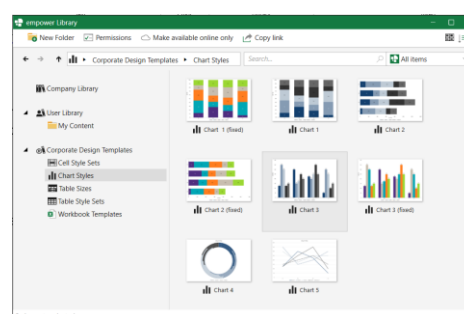 empower Library
New Folder Permissions Make available online only Copy link
Corporate Design Templates Chart Styles Search... All items
Company Library
User Library
My Content
Corporate Design Templates
Cell Style Sets
Chart Styles
Table Sizes
Table Style Sets
Workbook Templates
Chart 1 (fixed) Chart 1 Chart 2
Chart 2 (fixed) Chart 3 Chart 3 (fixed)
Chart 4 Chart 5